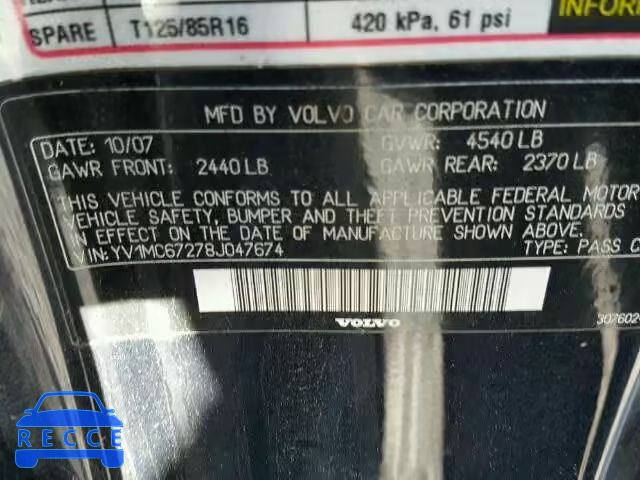 SPARE T125/85R16 420 kPa, 61 psi
MFD BY VOLVO CAR CORPORATION
DATE: 10/07 GVWR: 4540 LB
GAWR FRONT: 2440 LB GAWR REAR: 2370 LB
THIS VEHICLE CONFORMS TO ALL APPLICABLE FEDERAL MOTOR
VEHICLE SAFETY, BUMPER AND THEFT PREVENTION STANDARDS
IN EFFECT ON THE DATE OF MANUFACTURE SHOWN ABOVE.
VIN: YV1MC67278J047674 TYPE: PASS C
VOLVO
307602
AUTOBIDMASTER